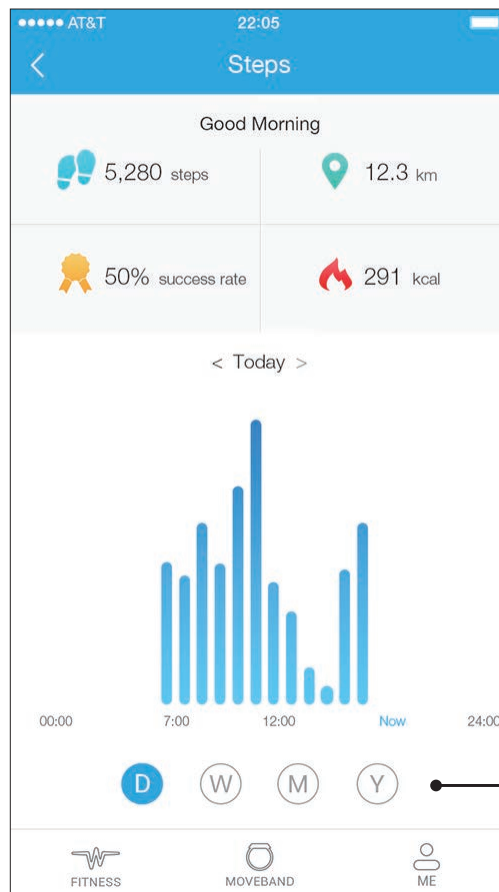 AT&T 22:05
Steps
Good Morning
5,280 steps 12.3 km
50% success rate 291 kcal
< Today >
00:00 7:00 12:00 Now 24:00
D W M Y
FITNESS MOVEBAND ME